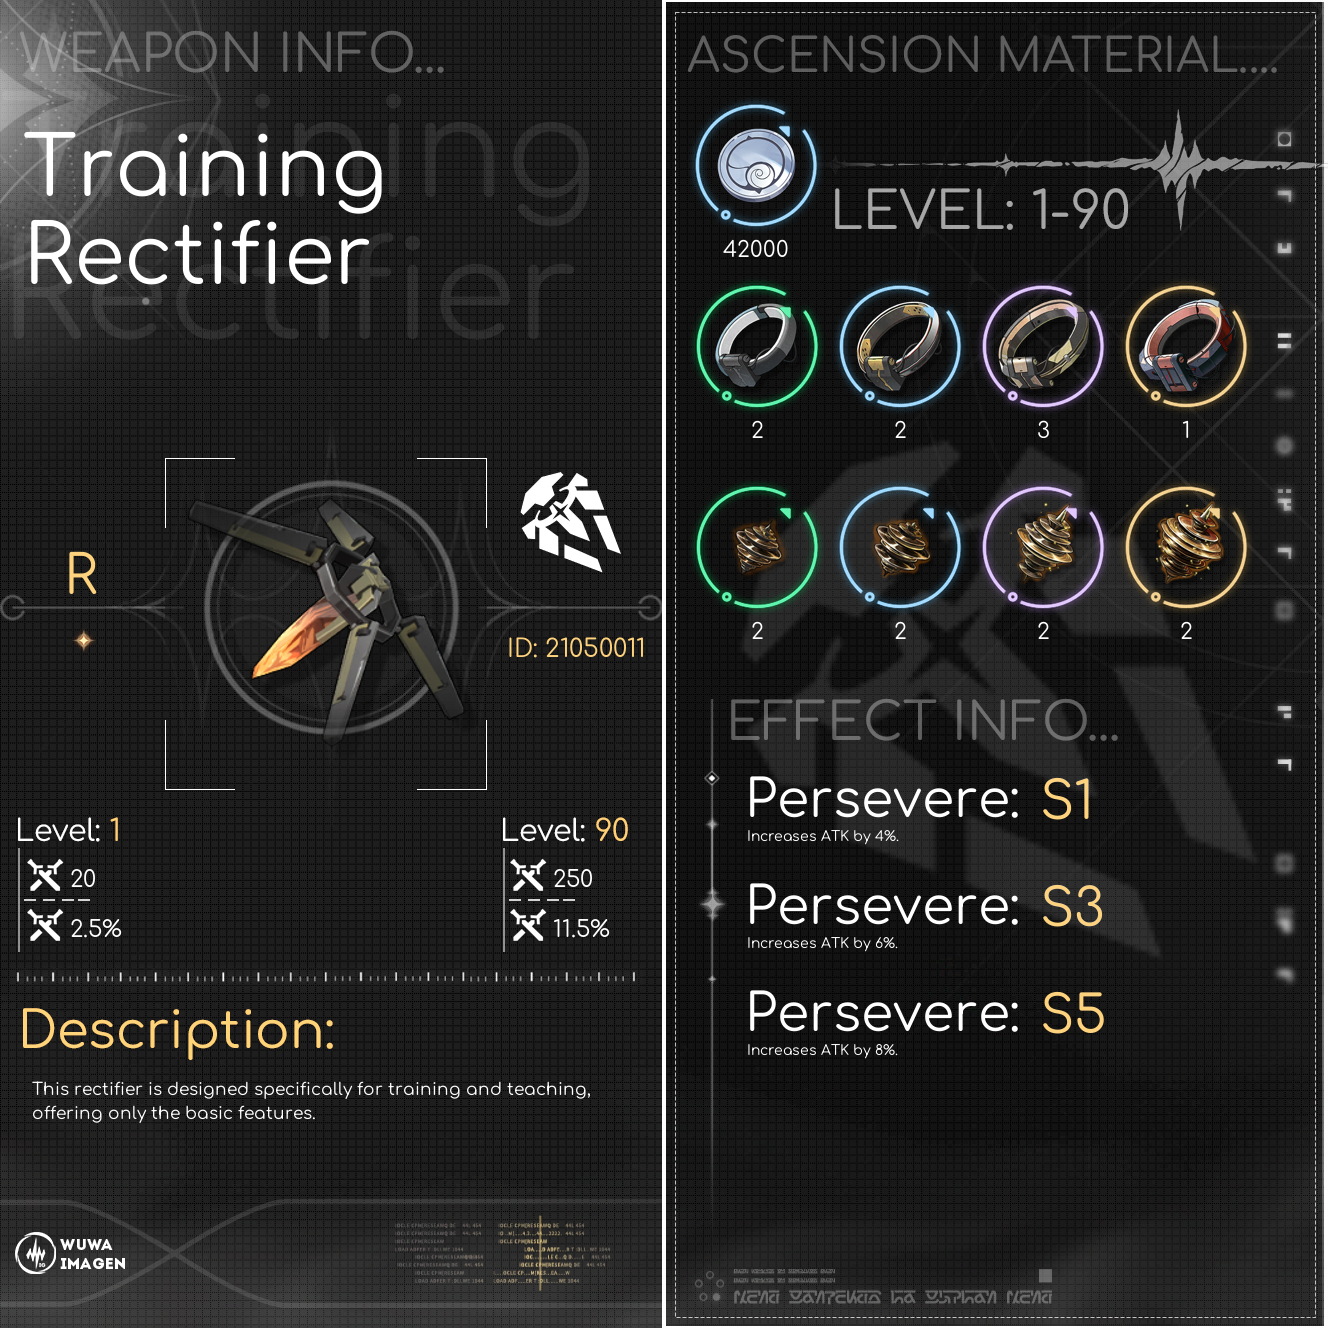 WEAPON INFO...
Training
Rectifier
R
ID: 21050011
Level: 1
20
2.5%
Level: 90
250
11.5%
Description:
This rectifier is designed specifically for training and teaching,
offering only the basic features.
WUWA
IMAGEN
ASCENSION MATERIAL....
LEVEL: 1-90
42000
2 2 3 1
2 2 2 2
EFFECT INFO...
Persevere: S1
Increases ATK by 4%.
Persevere: S3
Increases ATK by 6%.
Persevere: S5
Increases ATK by 8%.